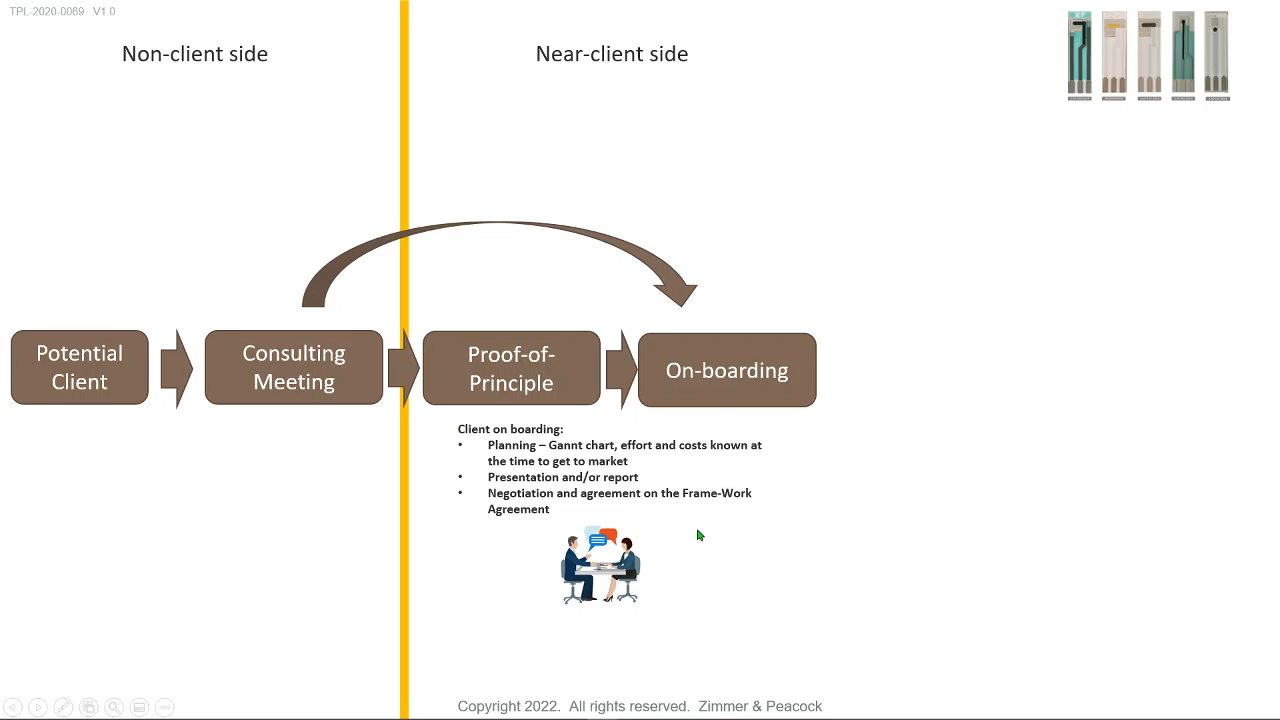 TPL-2020-0069 V1.0
Non-client side
Near-client side
Potential
Client
Consulting
Meeting
Proof-of-
Principle
On-boarding
Client on boarding:
• Planning – Gannt chart, effort and costs known at
the time to get to market
• Presentation and/or report
• Negotiation and agreement on the Frame-Work
Agreement
Copyright 2022. All rights reserved. Zimmer & Peacock